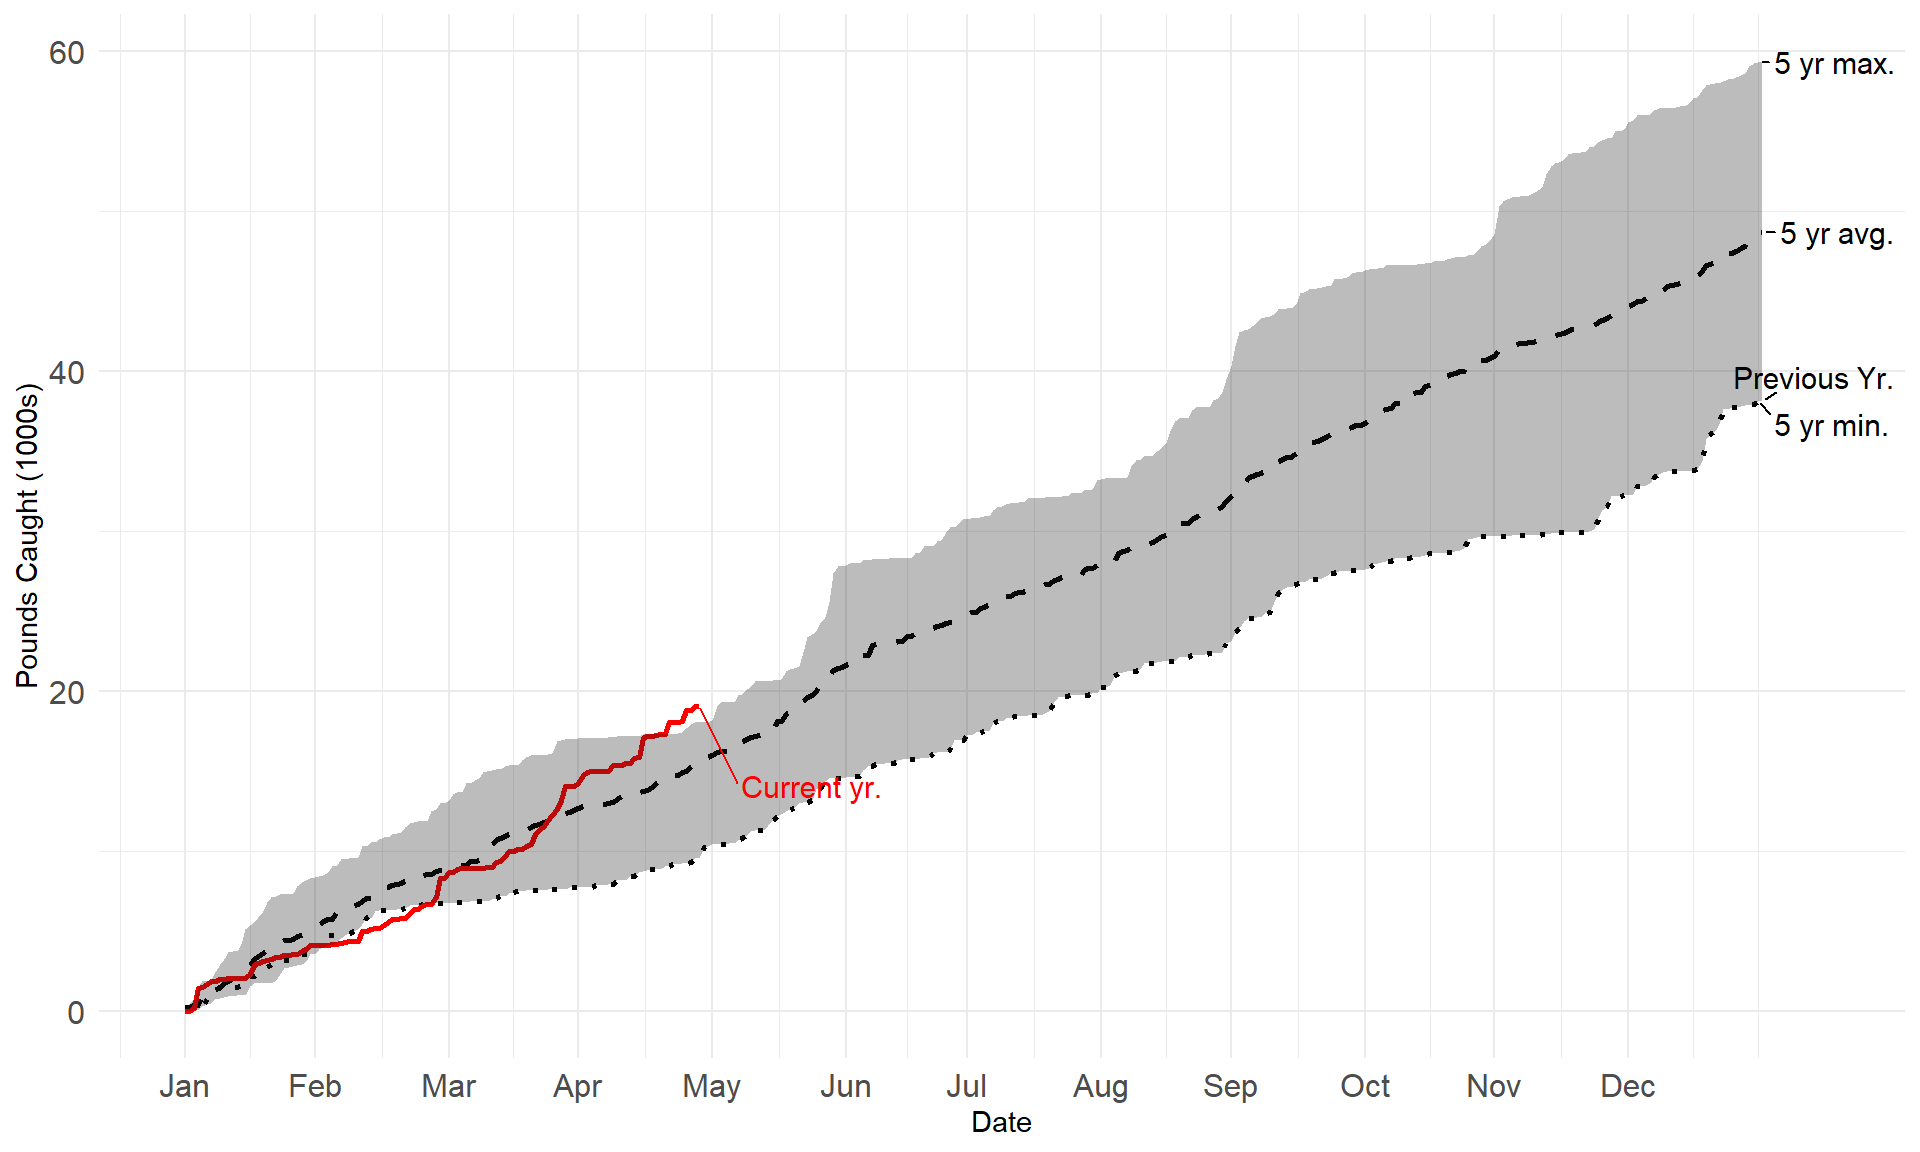 60
5 yr max.
5 yr avg.
40
Previous Yr.
5 yr min.
Pounds Caught (1000s)
20
Current yr.
0
Jan Feb Mar Apr May Jun Jul Aug Sep Oct Nov Dec
Date